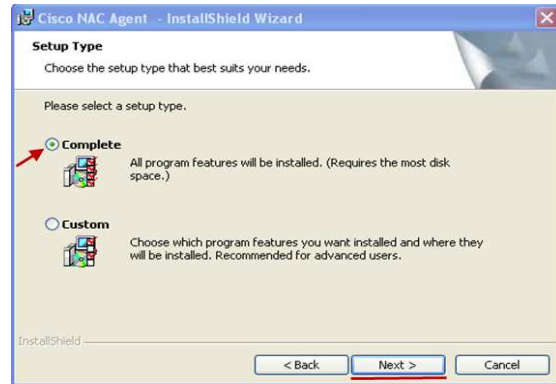 Cisco NAC Agent - InstallShield Wizard
Setup Type
Choose the setup type that best suits your needs.
Please select a setup type.
Complete
All program features will be installed. (Requires the most disk
space.)
Custom
Choose which program features you want installed and where they
will be installed. Recommended for advanced users.
InstallShield
< Back
Next >
Cancel